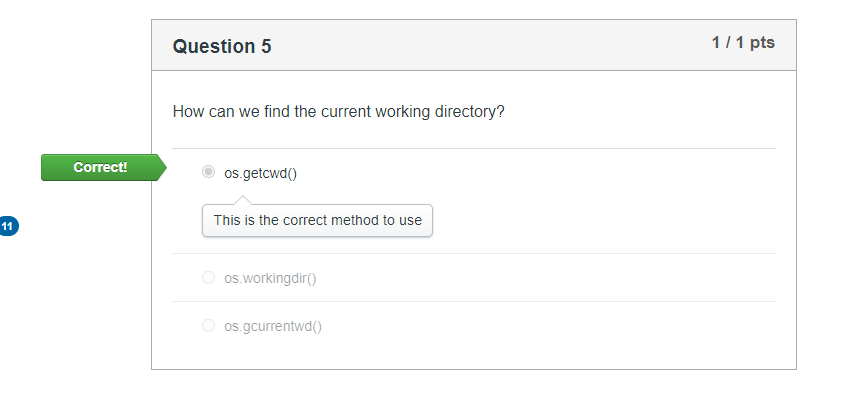 Question 5
1 / 1 pts
How can we find the current working directory?
Correct!
os.getcwd()
This is the correct method to use
11
os.workingdir()
os.gcurrentwd()